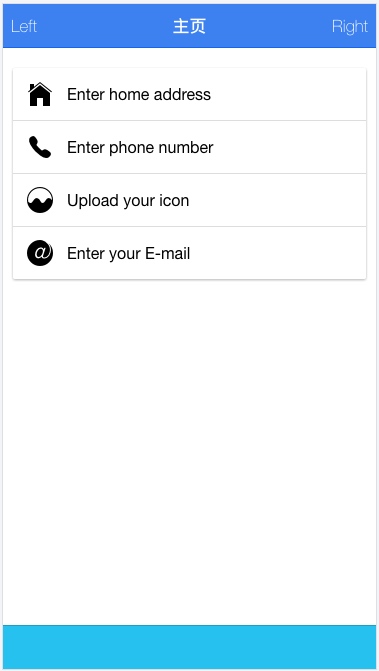 Left 主页 Right
Enter home address
Enter phone number
Upload your icon
@ Enter your E-mail